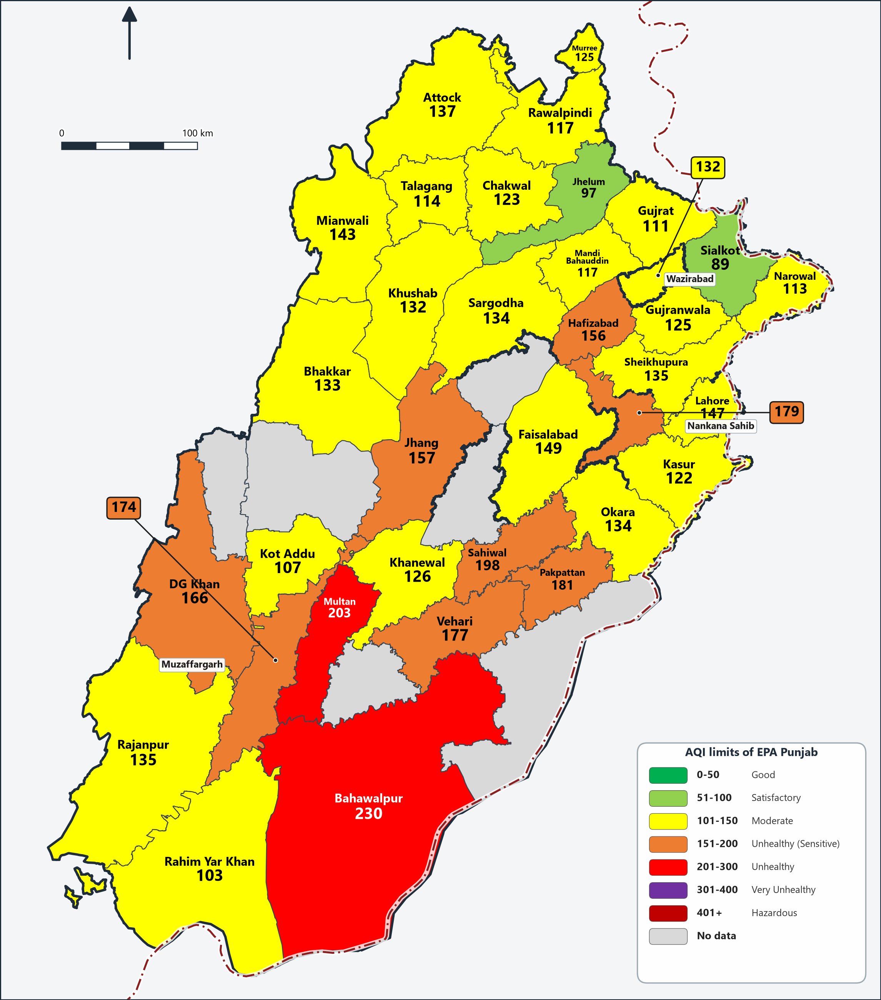 Murree
125
Attock
137
Rawalpindi
117
0 100 km
132
Jhelum
97
Talagang
114
Chakwal
123
Gujrat
111
Mianwali
143
Sialkot
89
Mandi
Bahauddin
117
Wazirabad
Narowal
113
Khushab
132
Sargodha
134
Gujranwala
125
Hafizabad
156
Sheikhupura
135
Bhakkar
133
Lahore
147
179
Nankana Sahib
Faisalabad
149
Jhang
157
Kasur
122
174
Okara
134
Kot Addu
107
Khanewal
126
Sahiwal
198
Pakpattan
181
DG Khan
166
Multan
203
Vehari
177
Muzaffargarh
Rajanpur
135
Bahawalpur
230
Rahim Yar Khan
103
AQI limits of EPA Punjab
0-50 Good
51-100 Satisfactory
101-150 Moderate
151-200 Unhealthy (Sensitive)
201-300 Unhealthy
301-400 Very Unhealthy
401+ Hazardous
No data